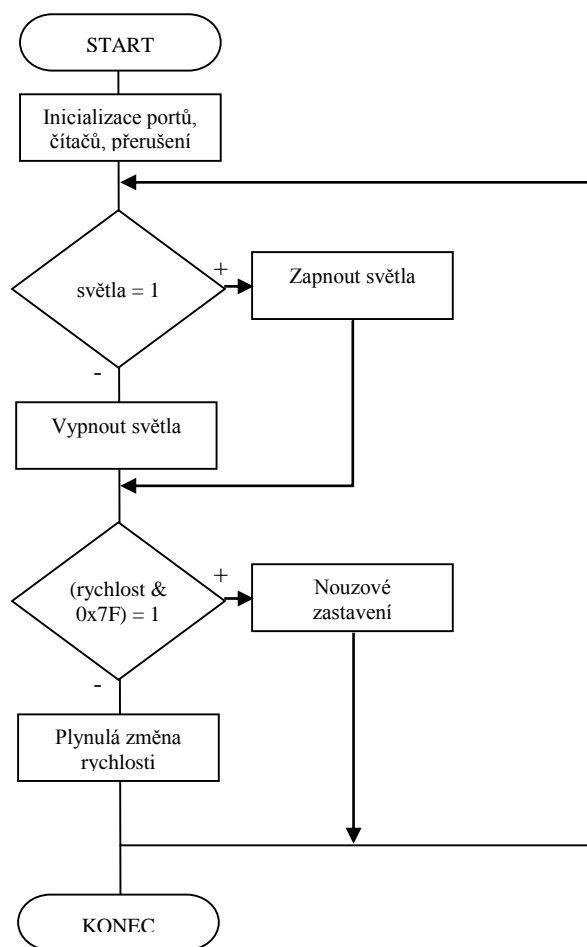 START
Inicializace portů,
čítačů, přerušení
světla = 1
+
Zapnout světla
-
Vypnout světla
(rychlost &
0x7F) = 1
+
Nouzové
zastavení
-
Plynulá změna
rychlosti
KONEC